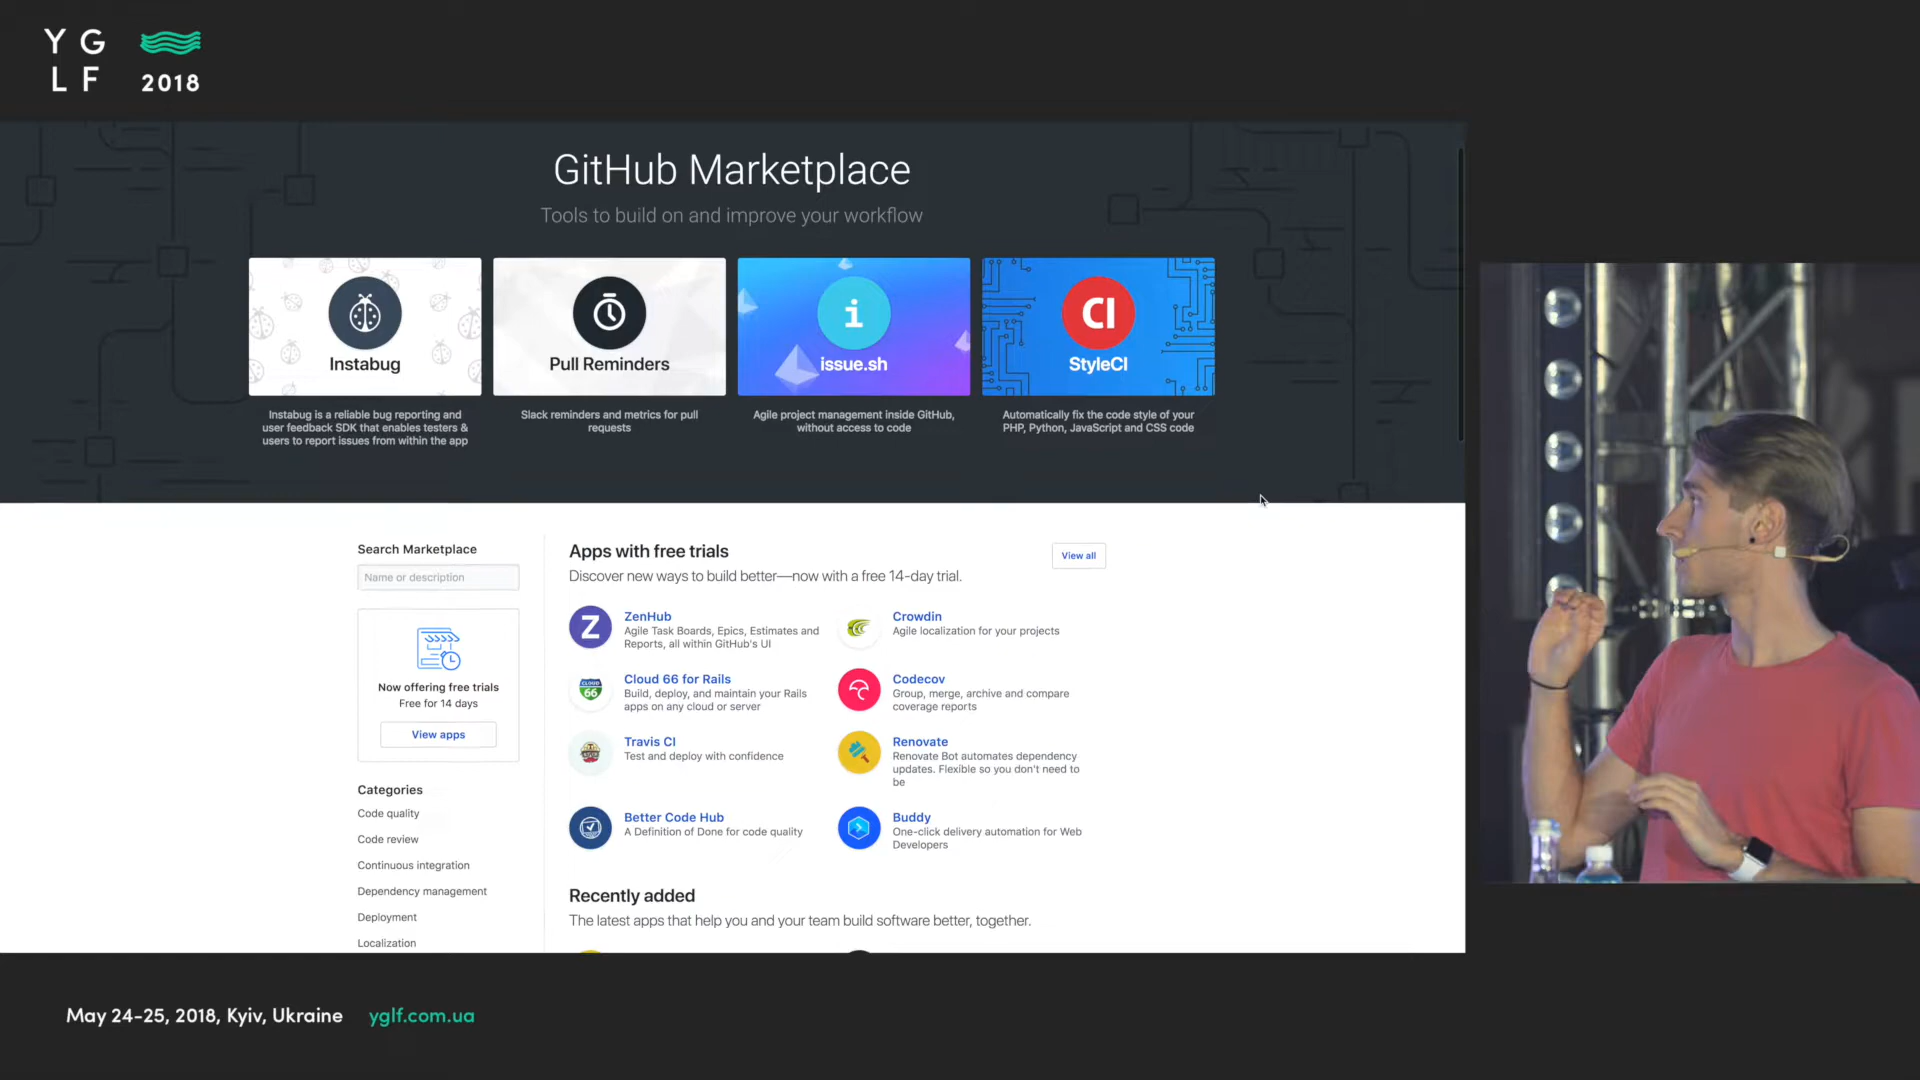 Y G
L F
2018
GitHub Marketplace
Tools to build on and improve your workflow
Instabug
Instabug is a reliable bug reporting and
user feedback SDK that enables testers &
users to report issues from within the app
Pull Reminders
Slack reminders and metrics for pull
requests
i
issue.sh
Agile project management inside GitHub,
without access to code
CI
StyleCI
Automatically fix the code style of your
PHP, Python, JavaScript and CSS code
Search Marketplace
Name or description
Now offering free trials
Free for 14 days
View apps
Categories
Code quality
Code review
Continuous integration
Dependency management
Deployment
Localization
Apps with free trials
View all
Discover new ways to build better—now with a free 14-day trial.
Z
ZenHub
Agile Task Boards, Epics, Estimates and
Reports, all within GitHub's UI
Crowdin
Agile localization for your projects
CLOUD
66
Cloud 66 for Rails
Build, deploy, and maintain your Rails
apps on any cloud or server
Codecov
Group, merge, archive and compare
coverage reports
Travis CI
Test and deploy with confidence
Renovate
Renovate Bot automates dependency
updates. Flexible so you don't need to
be
Better Code Hub
A Definition of Done for code quality
Buddy
One-click delivery automation for Web
Developers
Recently added
The latest apps that help you and your team build software better, together.
May 24-25, 2018, Kyiv, Ukraine
yglf.com.ua